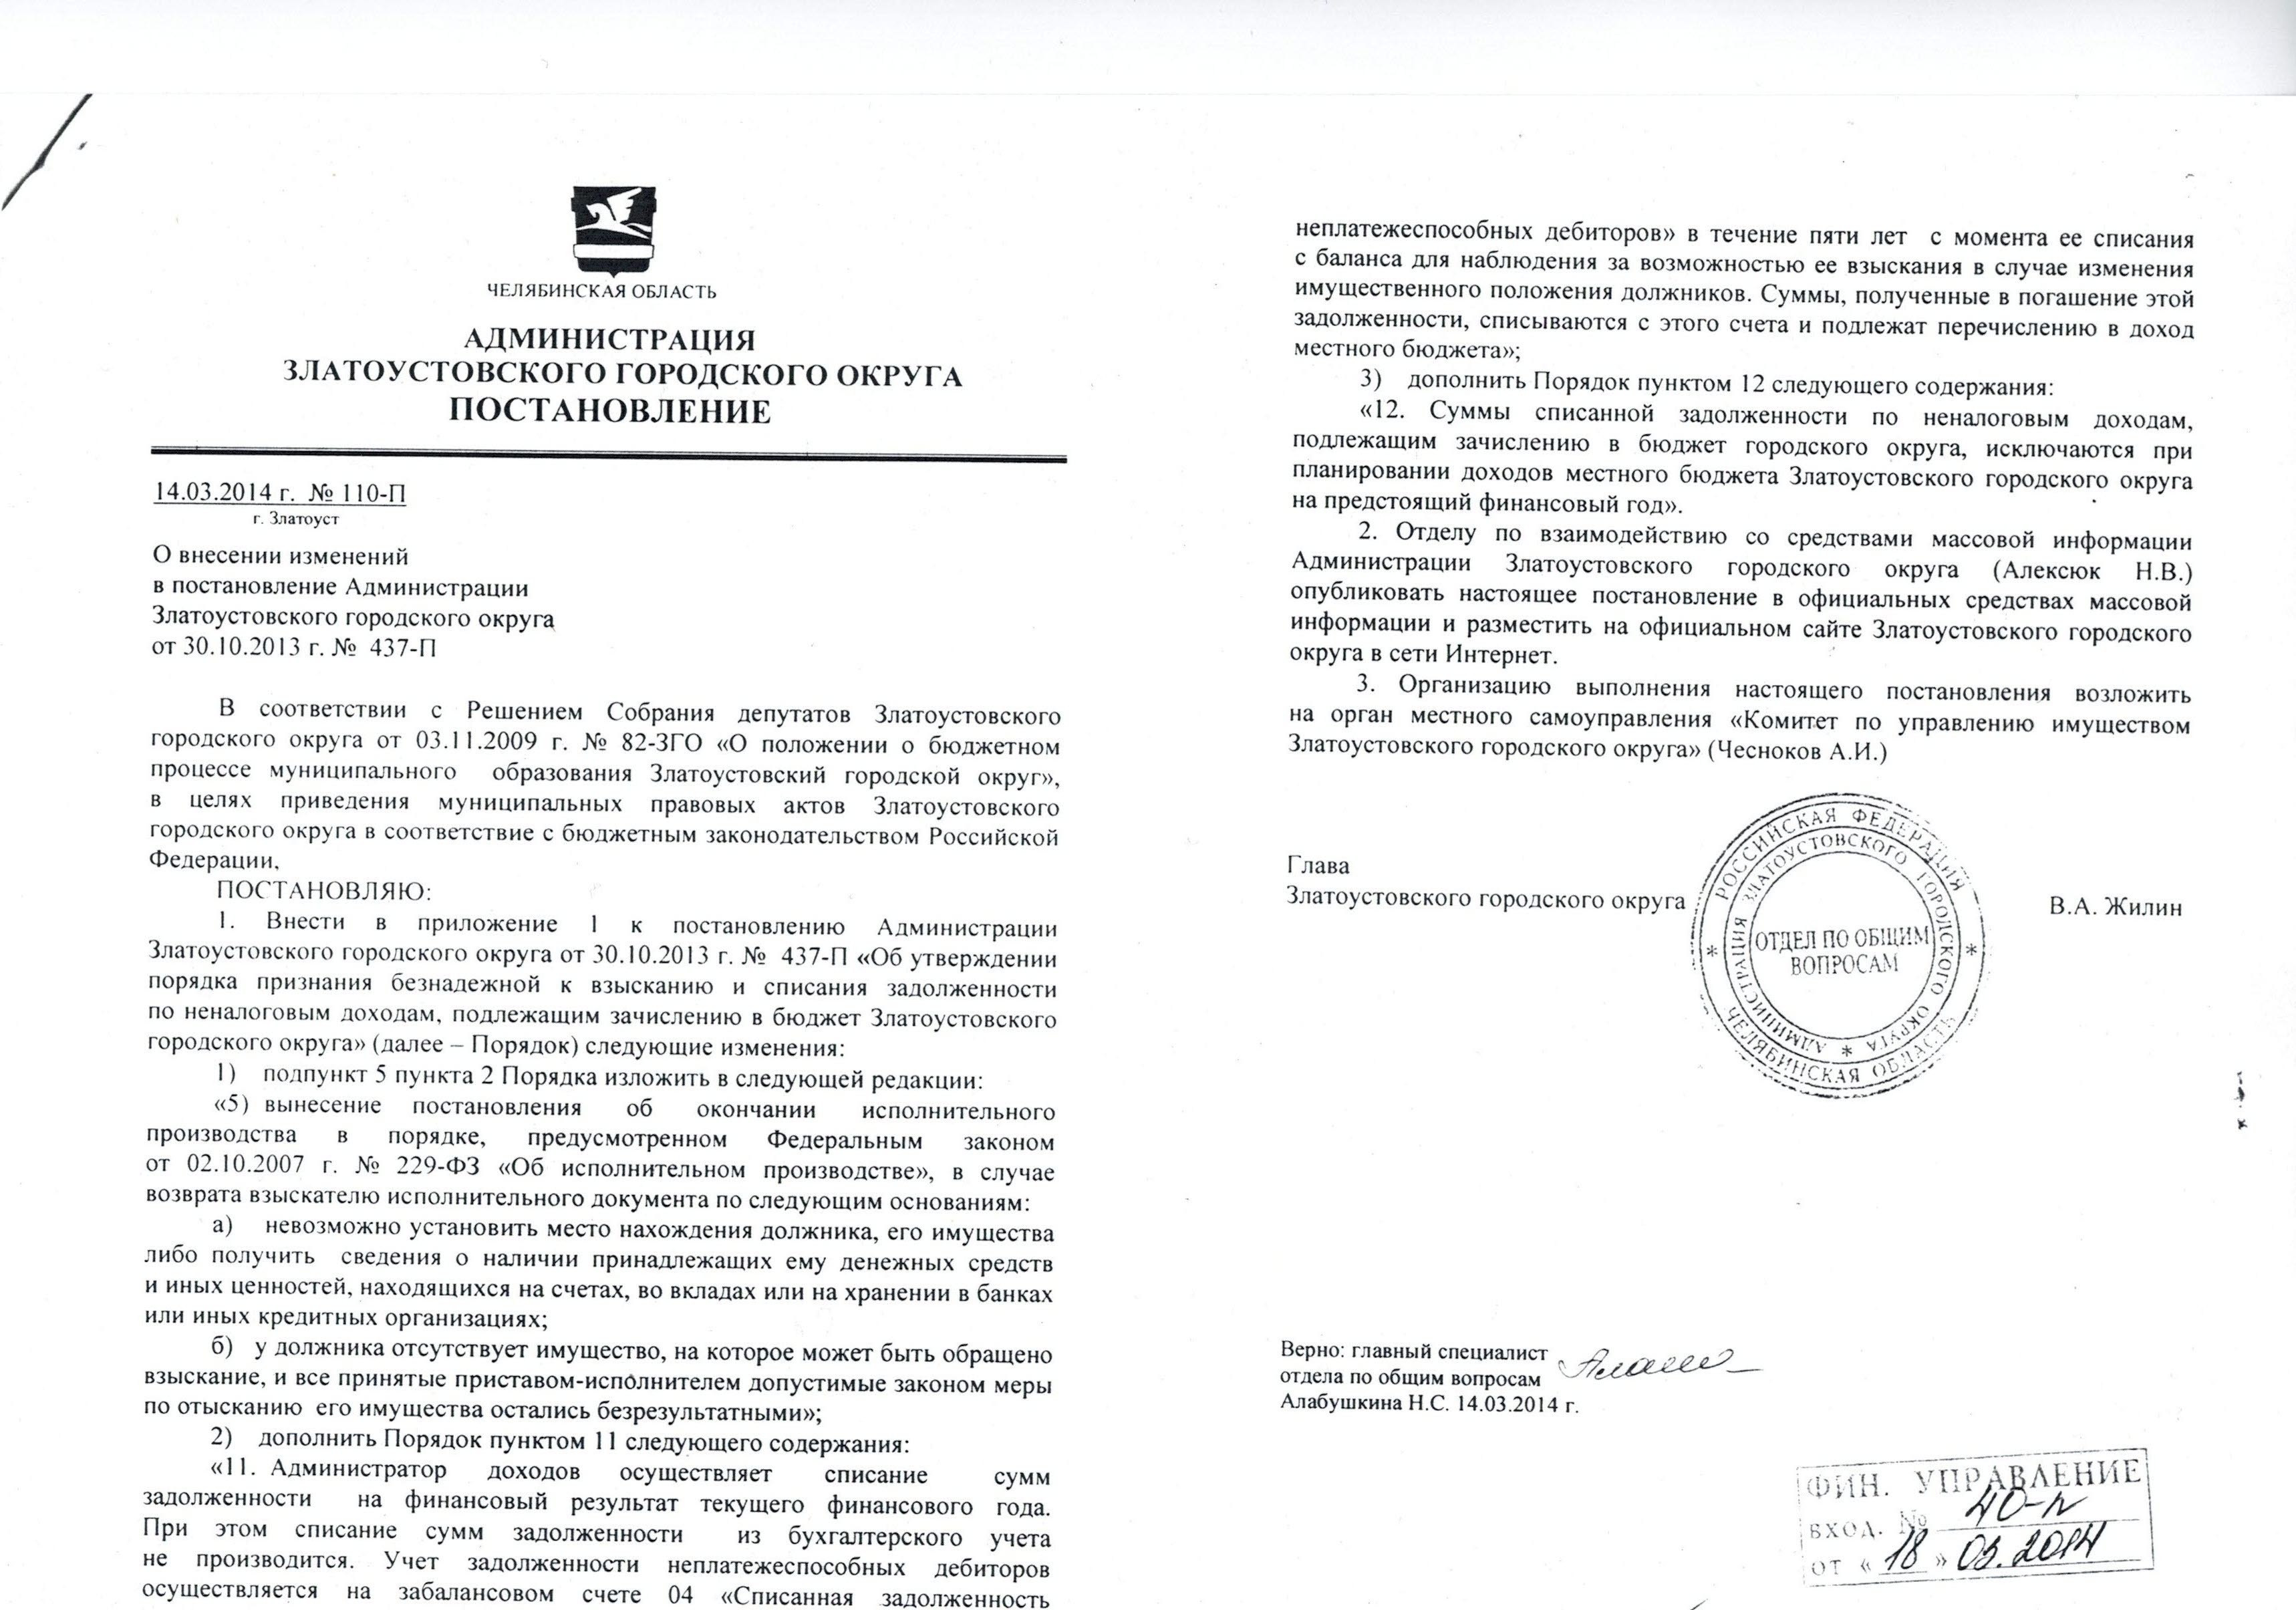 ЧЕЛЯБИНСКАЯ ОБЛАСТЬ
АДМИНИСТРАЦИЯ
ЗЛАТОУСТОВСКОГО ГОРОДСКОГО ОКРУГА
ПОСТАНОВЛЕНИЕ
14.03.2014 г. № 110-П
г. Златоуст
О внесении изменений
в постановление Администрации
Златоустовского городского округа
от 30.10.2013 г. № 437-П
В соответствии с Решением Собрания депутатов Златоустовского
городского округа от 03.11.2009 г. № 82-ЗГО «О положении о бюджетном
процессе муниципального образования Златоустовский городской округ»,
в целях приведения муниципальных правовых актов Златоустовского
городского округа в соответствие с бюджетным законодательством Российской
Федерации,
ПОСТАНОВЛЯЮ:
1. Внести в приложение 1 к постановлению Администрации
Златоустовского городского округа от 30.10.2013 г. № 437-П «Об утверждении
порядка признания безнадежной к взысканию и списания задолженности
по неналоговым доходам, подлежащим зачислению в бюджет Златоустовского
городского округа» (далее – Порядок) следующие изменения:
1) подпункт 5 пункта 2 Порядка изложить в следующей редакции:
«5) вынесение постановления об окончании исполнительного
производства в порядке, предусмотренном Федеральным законом
от 02.10.2007 г. № 229-ФЗ «Об исполнительном производстве», в случае
возврата взыскателю исполнительного документа по следующим основаниям:
а) невозможно установить место нахождения должника, его имущества
либо получить сведения о наличии принадлежащих ему денежных средств
и иных ценностей, находящихся на счетах, во вкладах или на хранении в банках
или иных кредитных организациях;
б) у должника отсутствует имущество, на которое может быть обращено
взыскание, и все принятые приставом-исполнителем допустимые законом меры
по отысканию его имущества остались безрезультатными»;
2) дополнить Порядок пунктом 11 следующего содержания:
«11. Администратор доходов осуществляет списание сумм
задолженности на финансовый результат текущего финансового года.
При этом списание сумм задолженности из бухгалтерского учета
не производится. Учет задолженности неплатежеспособных дебиторов
осуществляется на забалансовом счете 04 «Списанная задолженность
неплатежеспособных дебиторов» в течение пяти лет с момента ее списания
с баланса для наблюдения за возможностью ее взыскания в случае изменения
имущественного положения должников. Суммы, полученные в погашение этой
задолженности, списываются с этого счета и подлежат перечислению в доход
местного бюджета»;
3) дополнить Порядок пунктом 12 следующего содержания:
«12. Суммы списанной задолженности по неналоговым доходам,
подлежащим зачислению в бюджет городского округа, исключаются при
планировании доходов местного бюджета Златоустовского городского округа
на предстоящий финансовый год».
2. Отделу по взаимодействию со средствами массовой информации
Администрации Златоустовского городского округа (Алексюк Н.В.)
опубликовать настоящее постановление в официальных средствах массовой
информации и разместить на официальном сайте Златоустовского городского
округа в сети Интернет.
3. Организацию выполнения настоящего постановления возложить
на орган местного самоуправления «Комитет по управлению имуществом
Златоустовского городского округа» (Чесноков А.И.)
Глава
Златоустовского городского округа
В.А. Жилин
РОССИЙСКАЯ ФЕДЕРАЦИЯ
ЧЕЛЯБИНСКАЯ ОБЛАСТЬ
АДМИНИСТРАЦИЯ ЗЛАТОУСТОВСКОГО ГОРОДСКОГО ОКРУГА
ОТДЕЛ ПО ОБЩИМ
ВОПРОСАМ
Верно: главный специалист
отдела по общим вопросам
Алабушкина Н.С. 14.03.2014 г.
ФИН. УПРАВЛЕНИЕ
ВХОД. № 40-п
ОТ « 18 » 03.2014